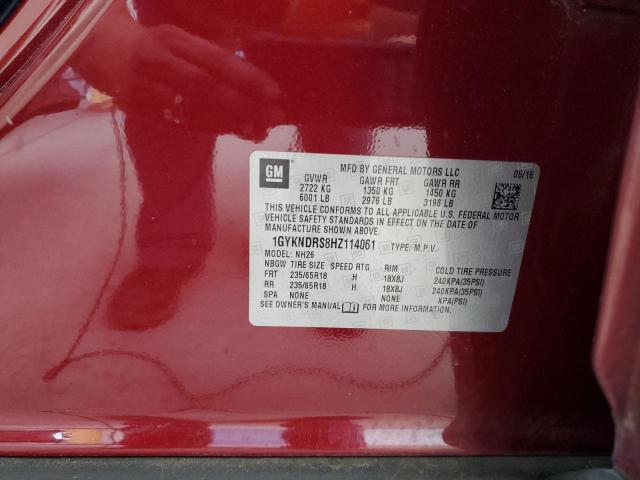 GM
MFD BY GENERAL MOTORS LLC 05/16
GVWR GAWR FRT GAWR RR
2722 KG 1350 KG 1450 KG
6001 LB 2976 LB 3196 LB
THIS VEHICLE CONFORMS TO ALL APPLICABLE U.S. FEDERAL MOTOR
VEHICLE SAFETY STANDARDS IN EFFECT ON THE DATE OF
MANUFACTURE SHOWN ABOVE.
1GYKNDRS8HZ114061 TYPE: M.P.V.
MODEL: NH26
NBGW TIRE SIZE SPEED RTG RIM COLD TIRE PRESSURE
FRT 235/65R18 H 18X8J 240KPA(35PSI)
RR 235/65R18 H 18X8J 240KPA(35PSI)
SPA NONE NONE KPA(PSI)
SEE OWNER'S MANUAL FOR MORE INFORMATION.